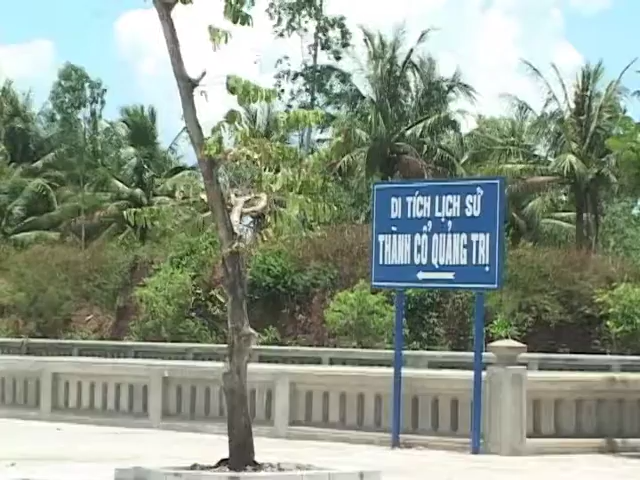 DI TÍCH LỊCH SỬ
THÀNH CỔ QUẢNG TRỊ